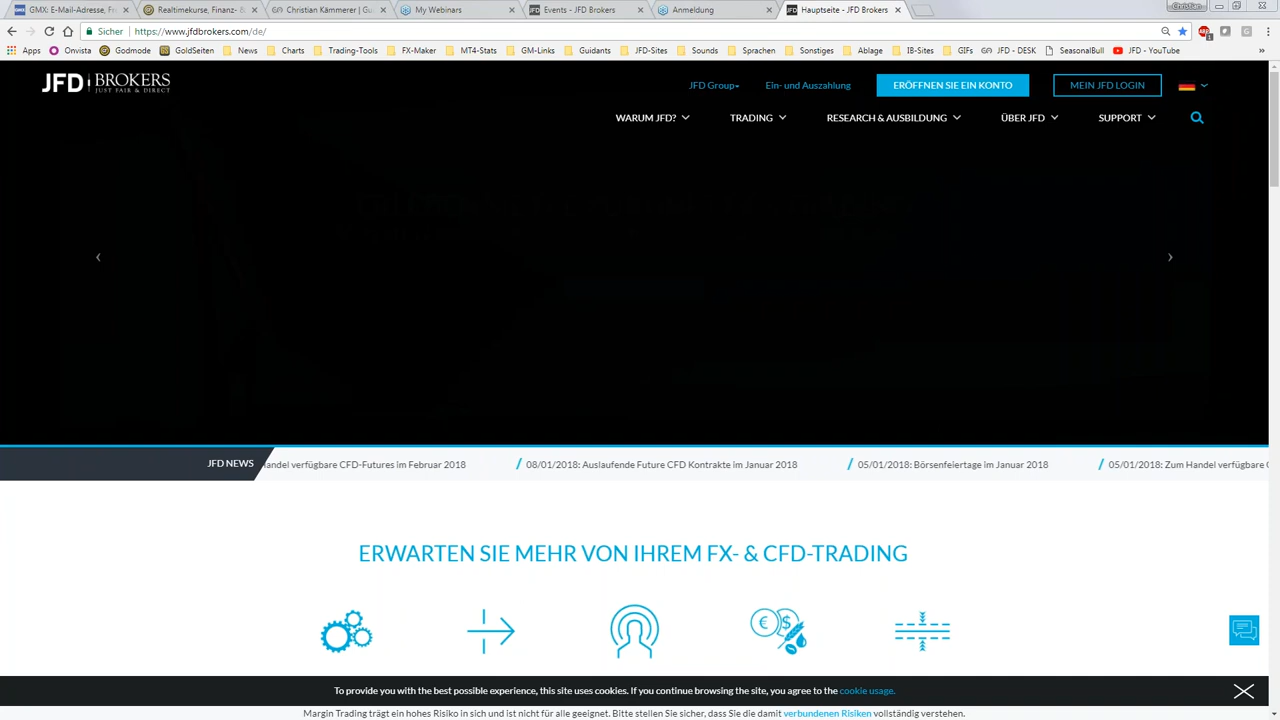 GMX: E-Mail-Adresse, Fr
Realtimekurse, Finanz- &
Christian Kämmerer | Gu
My Webinars
Events - JFD Brokers
Anmeldung
Hauptseite - JFD Brokers
Christian
Sicher
https://www.jfdbrokers.com/de/
Apps
Onvista
Godmode
GoldSeiten
News
Charts
Trading-Tools
FX-Maker
MT4-Stats
GM-Links
Guidants
JFD-Sites
Sounds
Sprachen
Sonstiges
Ablage
IB-Sites
GIFs
JFD - DESK
SeasonalBull
JFD - YouTube
JFD BROKERS
JUST FAIR & DIRECT
JFD Group
Ein- und Auszahlung
ERÖFFNEN SIE EIN KONTO
MEIN JFD LOGIN
WARUM JFD?
TRADING
RESEARCH & AUSBILDUNG
ÜBER JFD
SUPPORT
JFD NEWS
andel verfügbare CFD-Futures im Februar 2018
08/01/2018: Auslaufende Future CFD Kontrakte im Januar 2018
05/01/2018: Börsenfeiertage im Januar 2018
05/01/2018: Zum Handel verfügbare
ERWARTEN SIE MEHR VON IHREM FX- & CFD-TRADING
To provide you with the best possible experience, this site uses cookies. If you continue browsing the site, you agree to the cookie usage.
Margin Trading trägt ein hohes Risiko in sich und ist nicht für alle geeignet. Bitte stellen Sie sicher, dass Sie die damit verbundenen Risiken vollständig verstehen.